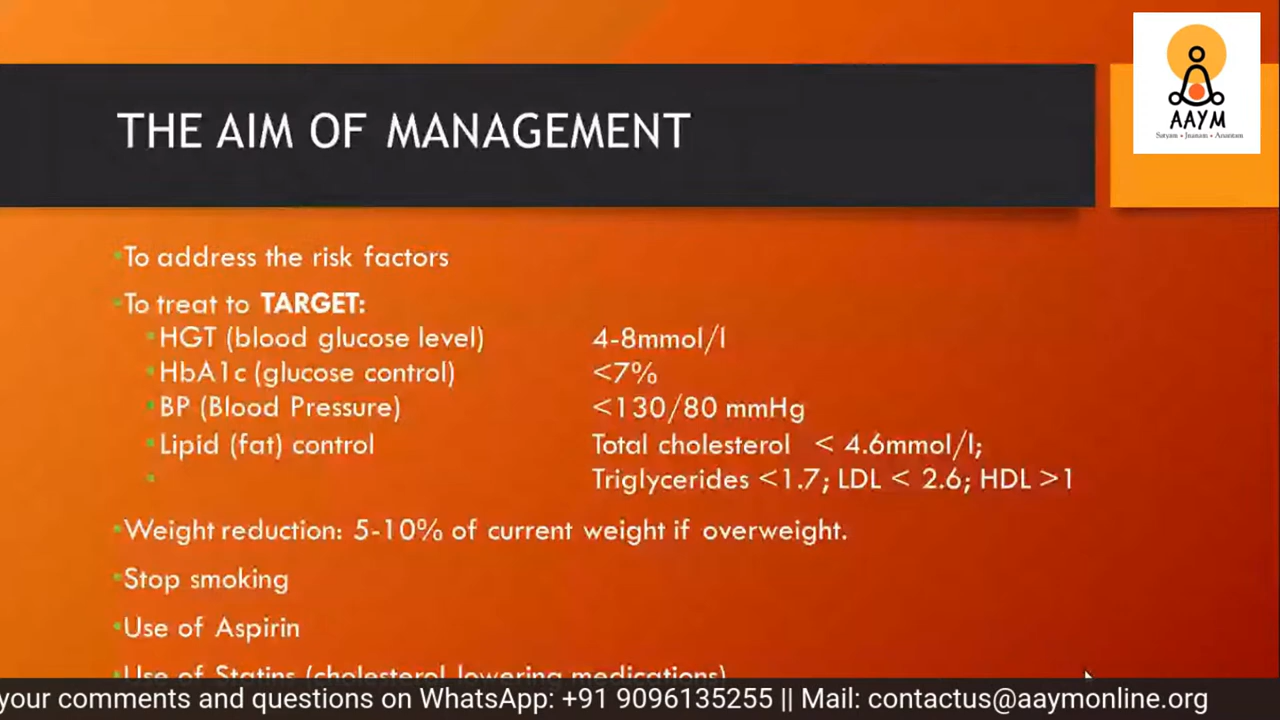 AAYM
Satyam • Jnanam • Anantam
THE AIM OF MANAGEMENT
To address the risk factors
To treat to TARGET:
HGT (blood glucose level) 4-8mmol/l
HbA1c (glucose control) <7%
BP (Blood Pressure) <130/80 mmHg
Lipid (fat) control Total cholesterol < 4.6mmol/l;
Triglycerides <1.7; LDL < 2.6; HDL >1
Weight reduction: 5-10% of current weight if overweight.
Stop smoking
Use of Aspirin
Use of Statins (cholesterol lowering medications)
your comments and questions on WhatsApp: +91 9096135255 || Mail: contactus@aaymonline.org